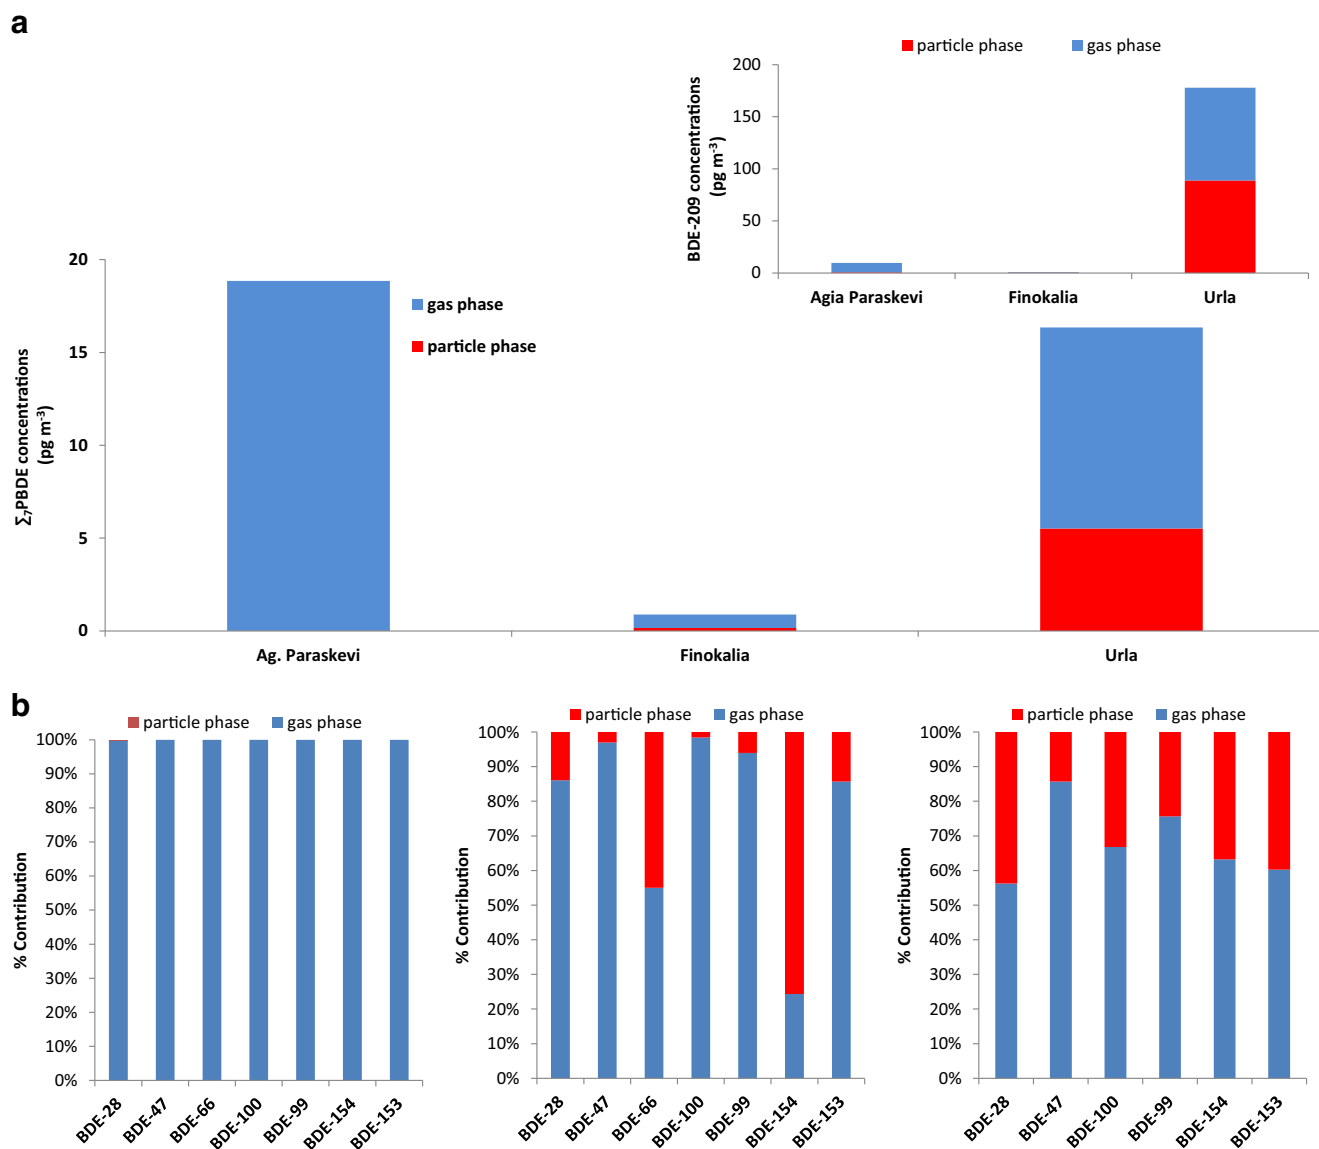 a
particle phase gas phase
BDE-209 concentrations
(pg m-3)
200
150
100
50
0
Agia Paraskevi Finokalia Urla
Σ7PBDE concentrations
(pg m-3)
20
15
10
5
0
gas phase
particle phase
Ag. Paraskevi Finokalia Urla
b
particle phase gas phase
% Contribution
100%
90%
80%
70%
60%
50%
40%
30%
20%
10%
0%
BDE-28 BDE-47 BDE-66 BDE-100 BDE-99 BDE-154 BDE-153
particle phase gas phase
% Contribution
100%
90%
80%
70%
60%
50%
40%
30%
20%
10%
0%
BDE-28 BDE-47 BDE-66 BDE-100 BDE-99 BDE-154 BDE-153
particle phase gas phase
% Contribution
100%
90%
80%
70%
60%
50%
40%
30%
20%
10%
0%
BDE-28 BDE-47 BDE-100 BDE-99 BDE-154 BDE-153